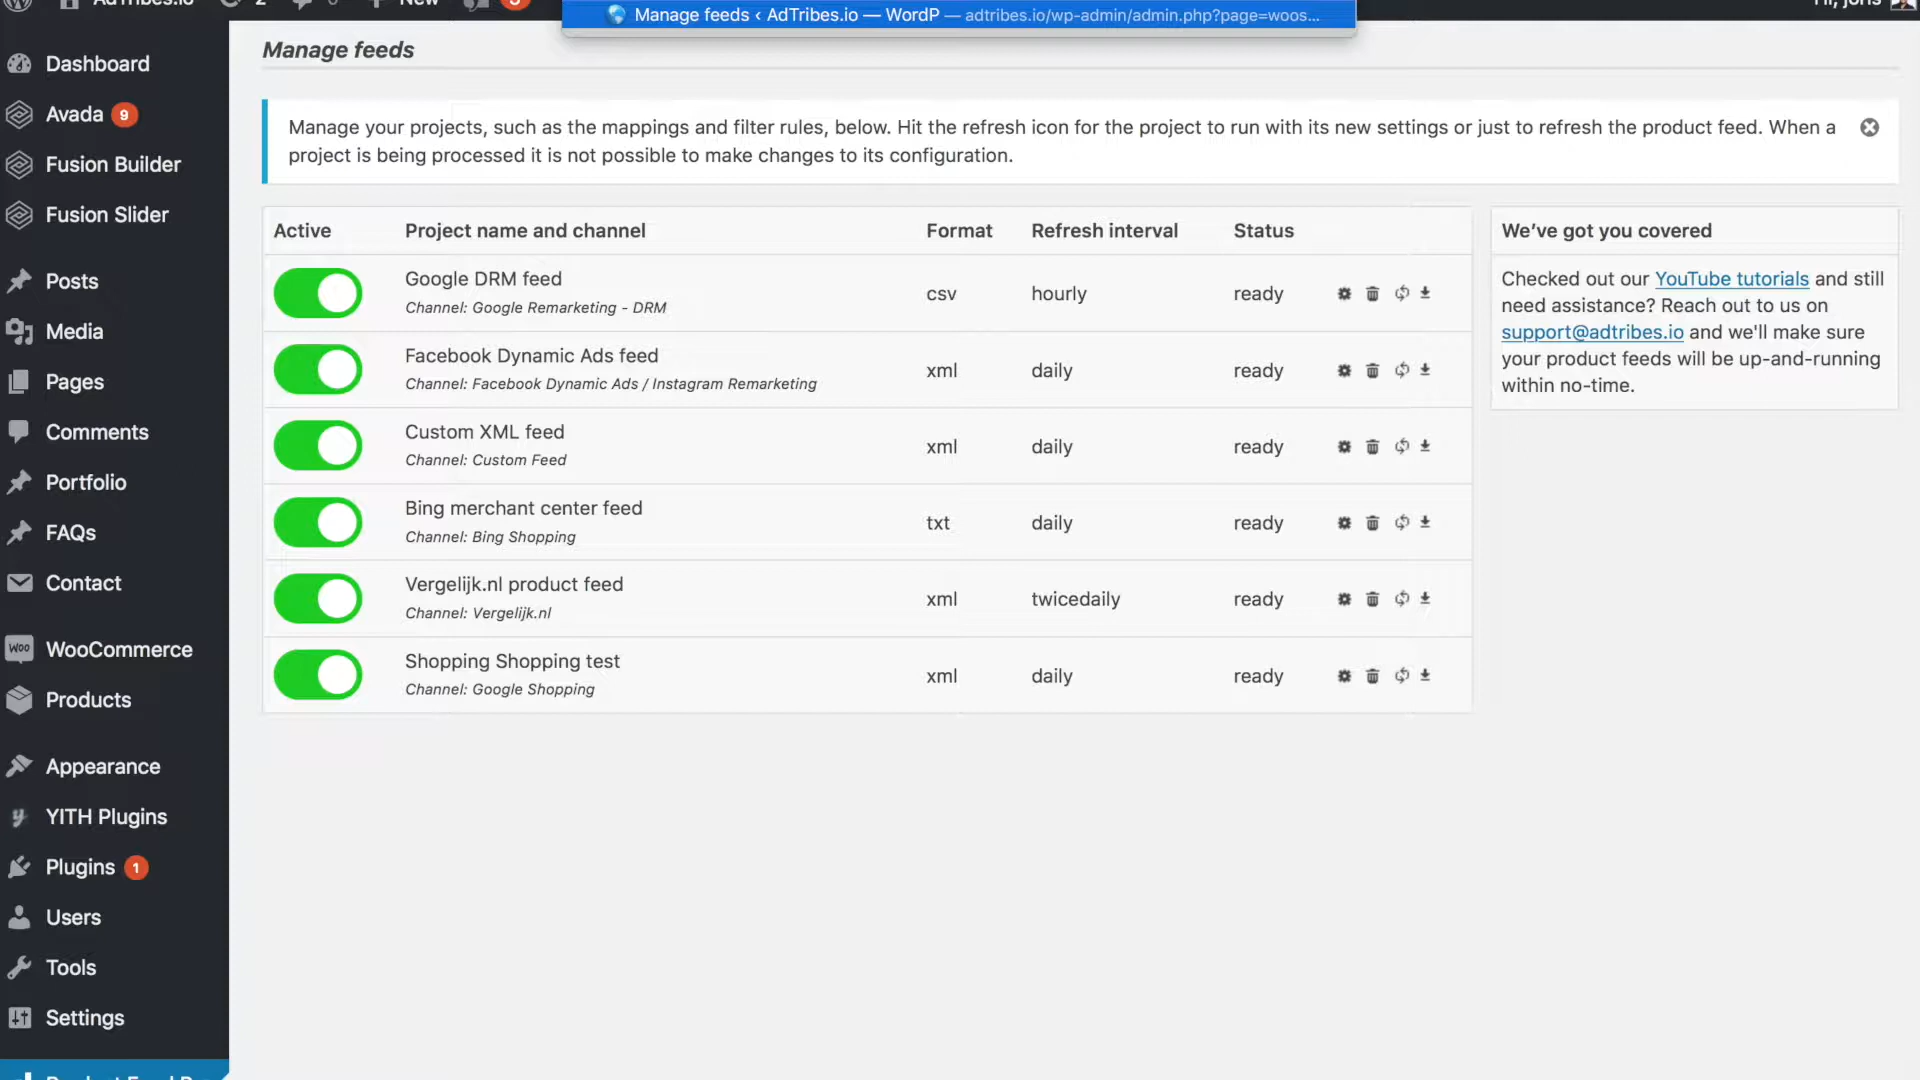 Manage feeds ‹ AdTribes.io — WordP — adtribes.io/wp-admin/admin.php?page=woos...
AdTribes.io
2
New
Hi, joris
Dashboard
Avada 9
Fusion Builder
Fusion Slider
Posts
Media
Pages
Comments
Portfolio
FAQs
Contact
WooCommerce
Products
Appearance
YITH Plugins
Plugins 1
Users
Tools
Settings
Manage feeds
Manage your projects, such as the mappings and filter rules, below. Hit the refresh icon for the project to run with its new settings or just to refresh the product feed. When a
project is being processed it is not possible to make changes to its configuration.
Active Project name and channel Format Refresh interval Status
Google DRM feed
Channel: Google Remarketing - DRM
csv hourly ready
Facebook Dynamic Ads feed
Channel: Facebook Dynamic Ads / Instagram Remarketing
xml daily ready
Custom XML feed
Channel: Custom Feed
xml daily ready
Bing merchant center feed
Channel: Bing Shopping
txt daily ready
Vergelijk.nl product feed
Channel: Vergelijk.nl
xml twicedaily ready
Shopping Shopping test
Channel: Google Shopping
xml daily ready
We've got you covered
Checked out our YouTube tutorials and still
need assistance? Reach out to us on
support@adtribes.io and we'll make sure
your product feeds will be up-and-running
within no-time.